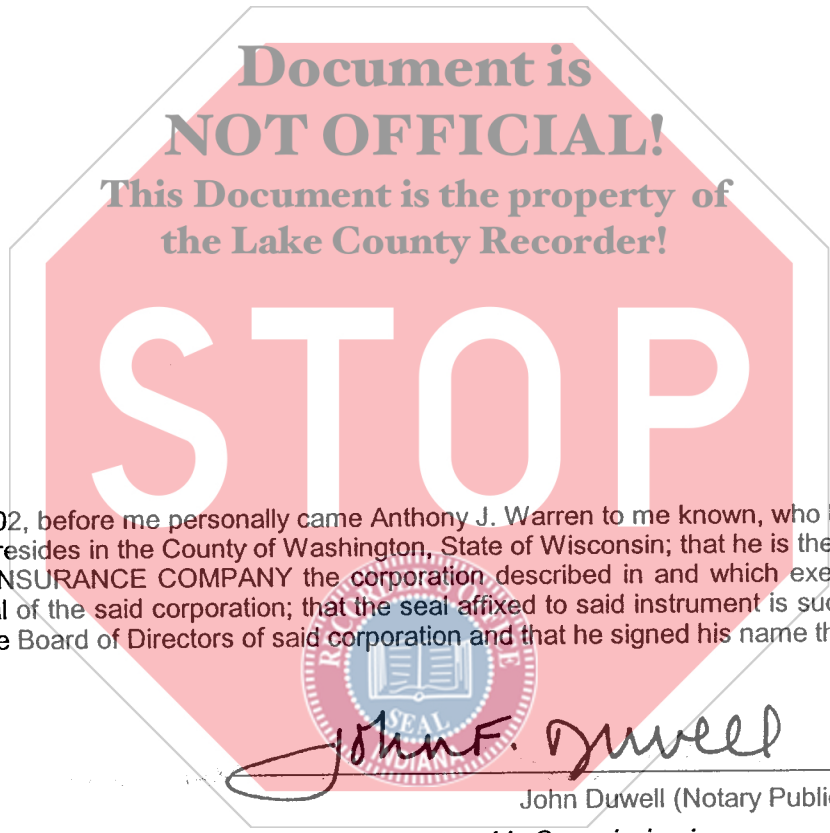 Document is
NOT OFFICIAL!
This Document is the property of
the Lake County Recorder!
STOP
02, before me personally came Anthony J. Warren to me known, who
resides in the County of Washington, State of Wisconsin; that he is the
NSURANCE COMPANY the corporation described in and which exe
l of the said corporation; that the seal affixed to said instrument is suc
e Board of Directors of said corporation and that he signed his name th
SEAL
INDIANA
John F. Duwell
John Duwell (Notary Public